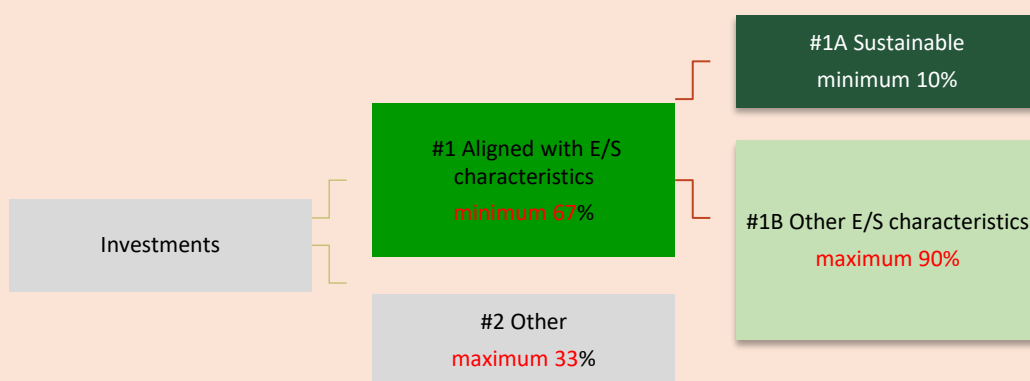 #1A Sustainable
minimum 10%
#1 Aligned with E/S
characteristics
minimum 67%
#1B Other E/S characteristics
maximum 90%
Investments
#2 Other
maximum 33%